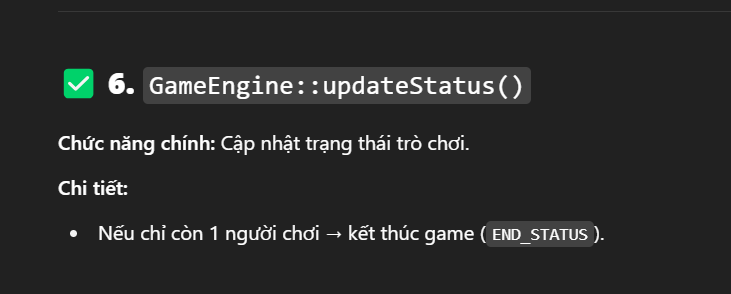 ✅ 6. GameEngine::updateStatus()
Chức năng chính: Cập nhật trạng thái trò chơi.
Chi tiết:
• Nếu chỉ còn 1 người chơi → kết thúc game (END_STATUS).